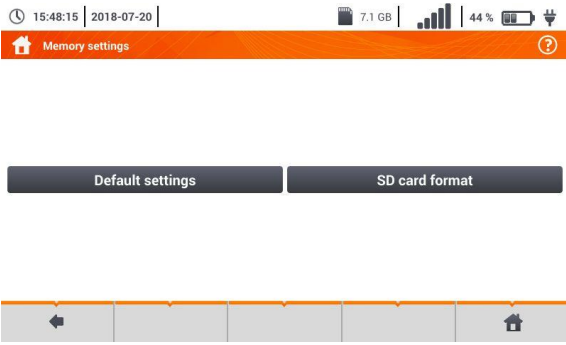 15:48:15 2018-07-20 7.1 GB 44 %
Memory settings ?
Default settings SD card format